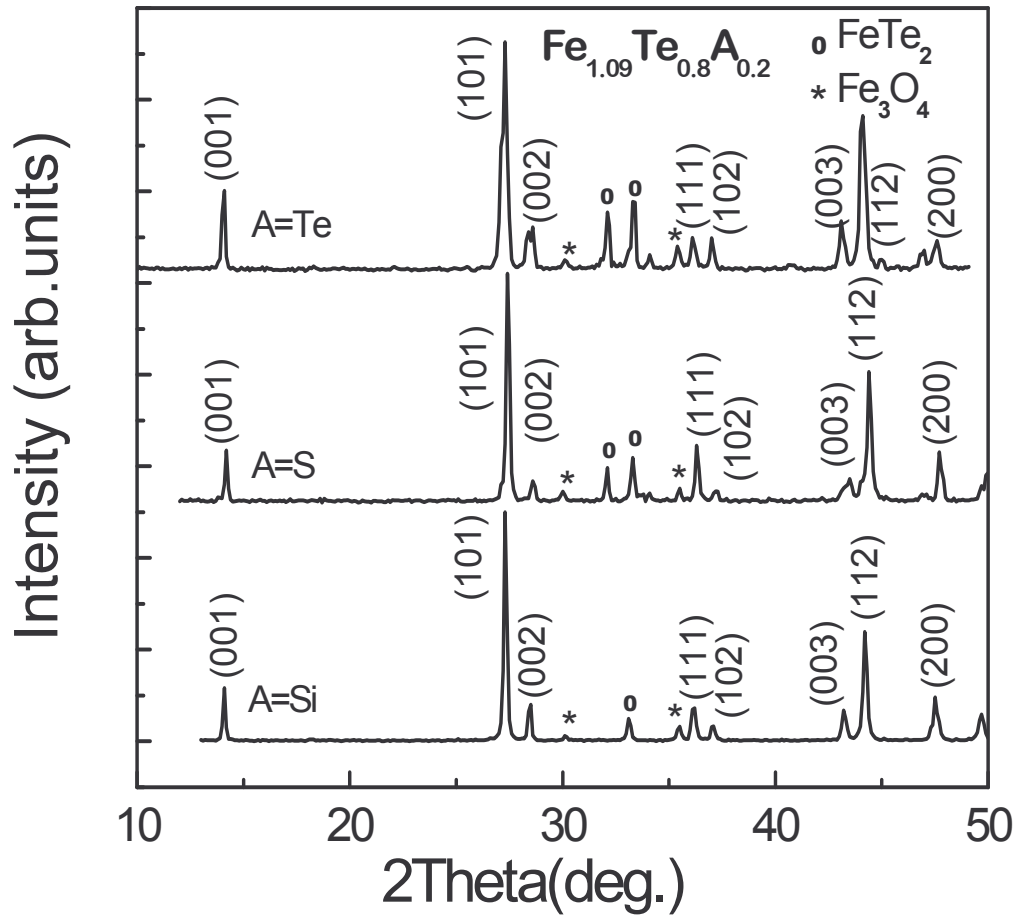 Fe1.09Te0.8A0.2
o FeTe2
* Fe3O4
Intensity (arb.units)
A=Te
(001)
(101)
(002)
*
o
o
*
(111)
(102)
(003)
(112)
(200)
A=S
(001)
(101)
(002)
*
o
o
*
(111)
(102)
(003)
(112)
(200)
A=Si
(001)
(101)
(002)
*
o
*
(111)
(102)
(003)
(112)
(200)
10 20 30 40 50
2Theta(deg.)